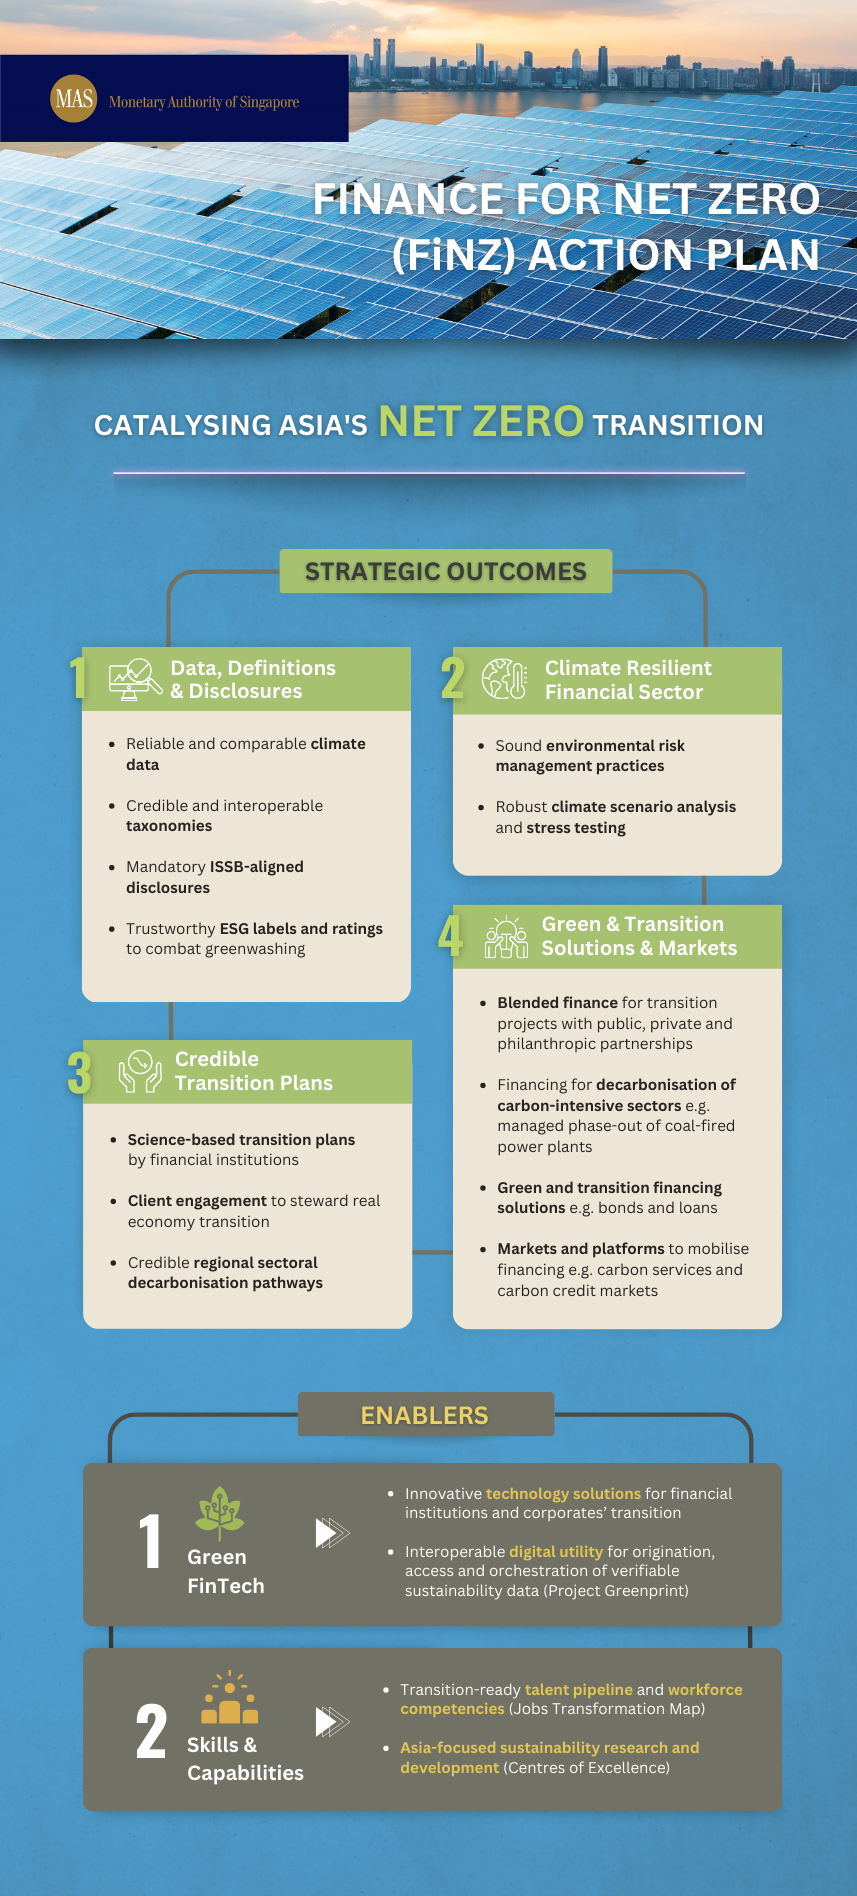 MAS Monetary Authority of Singapore
FINANCE FOR NET ZERO
(FiNZ) ACTION PLAN
CATALYSING ASIA'S NET ZERO TRANSITION
STRATEGIC OUTCOMES
1
Data, Definitions
& Disclosures
• Reliable and comparable climate
data
• Credible and interoperable
taxonomies
• Mandatory ISSB-aligned
disclosures
• Trustworthy ESG labels and ratings
to combat greenwashing
2
Climate Resilient
Financial Sector
• Sound environmental risk
management practices
• Robust climate scenario analysis
and stress testing
3
Credible
Transition Plans
• Science-based transition plans
by financial institutions
• Client engagement to steward real
economy transition
• Credible regional sectoral
decarbonisation pathways
4
Green & Transition
Solutions & Markets
• Blended finance for transition
projects with public, private and
philanthropic partnerships
• Financing for decarbonisation of
carbon-intensive sectors e.g.
managed phase-out of coal-fired
power plants
• Green and transition financing
solutions e.g. bonds and loans
• Markets and platforms to mobilise
financing e.g. carbon services and
carbon credit markets
ENABLERS
1
Green
FinTech
• Innovative technology solutions for financial
institutions and corporates’ transition
• Interoperable digital utility for origination,
access and orchestration of verifiable
sustainability data (Project Greenprint)
2
Skills &
Capabilities
• Transition-ready talent pipeline and workforce
competencies (Jobs Transformation Map)
• Asia-focused sustainability research and
development (Centres of Excellence)